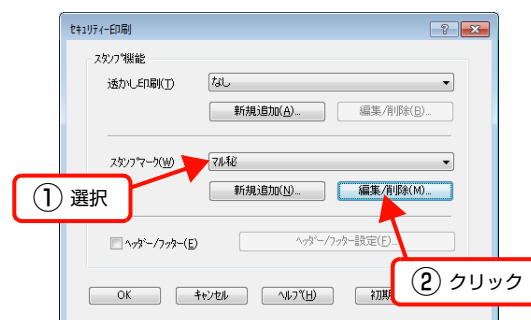 セキュリティー印刷
スタンプ機能
透かし印刷(T) なし
新規追加(A)... 編集/削除(B)...
スタンプマーク(W) マル秘
新規追加(N)... 編集/削除(M)...
① 選択
ヘッダー/フッター(E) ヘッダー/フッター設定(F)...
② クリック
OK キャンセル ヘルプ(H) 初期